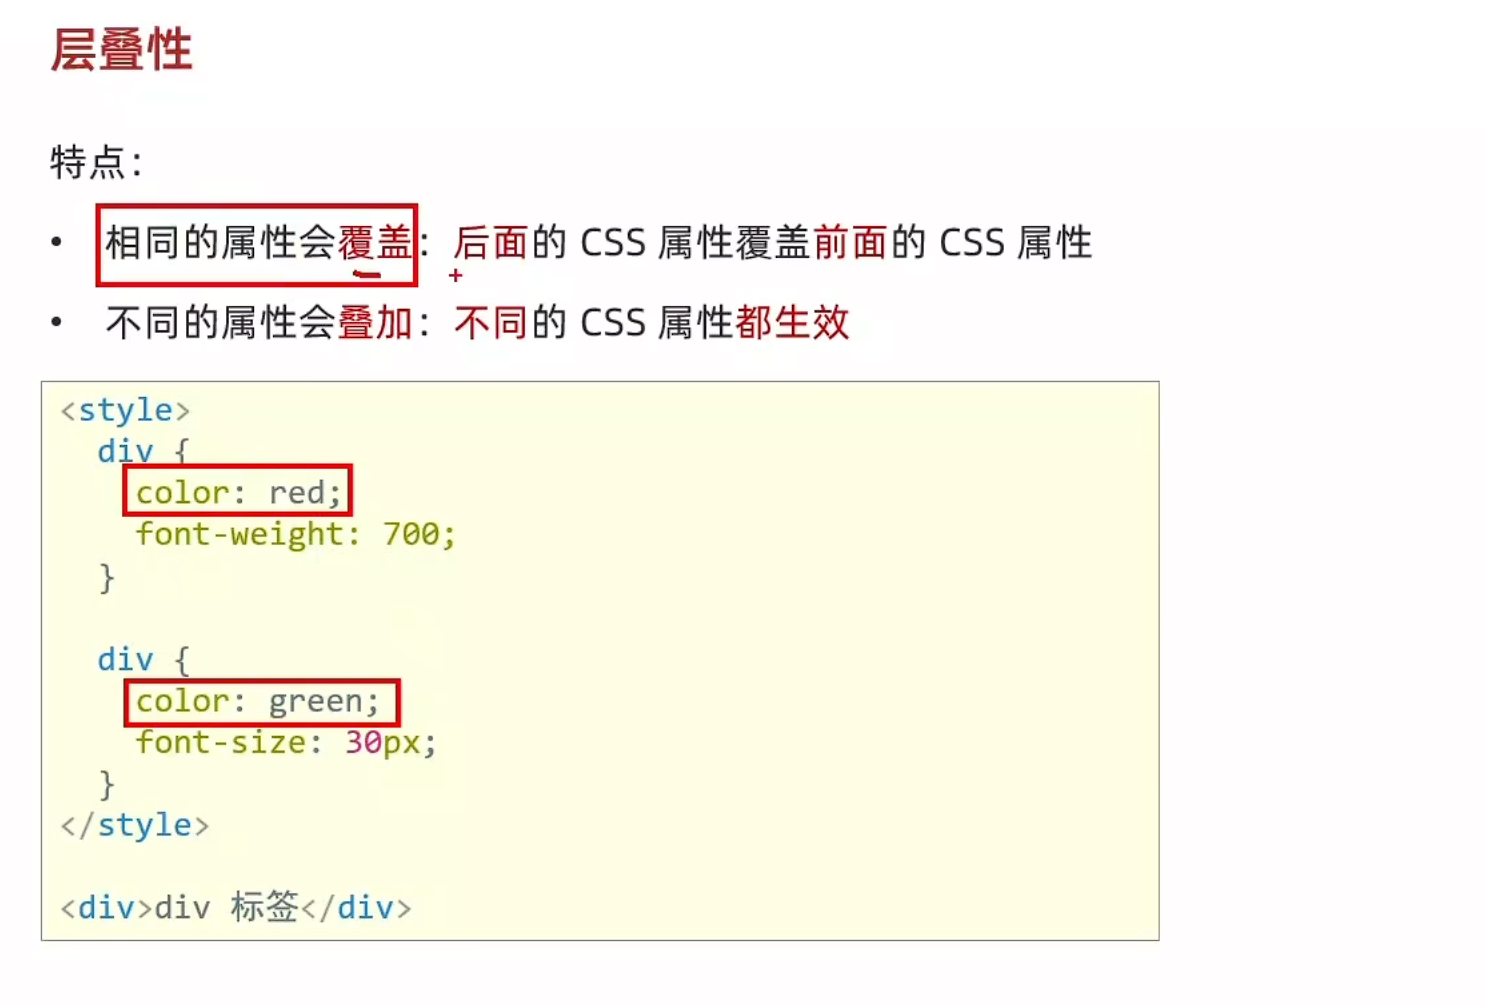 层叠性
特点：
• 相同的属性会覆盖：后面的 CSS 属性覆盖前面的 CSS 属性
• 不同的属性会叠加：不同的 CSS 属性都生效
<style>
  div {
    color: red;
    font-weight: 700;
  }
  div {
    color: green;
    font-size: 30px;
  }
</style>
<div>div 标签</div>